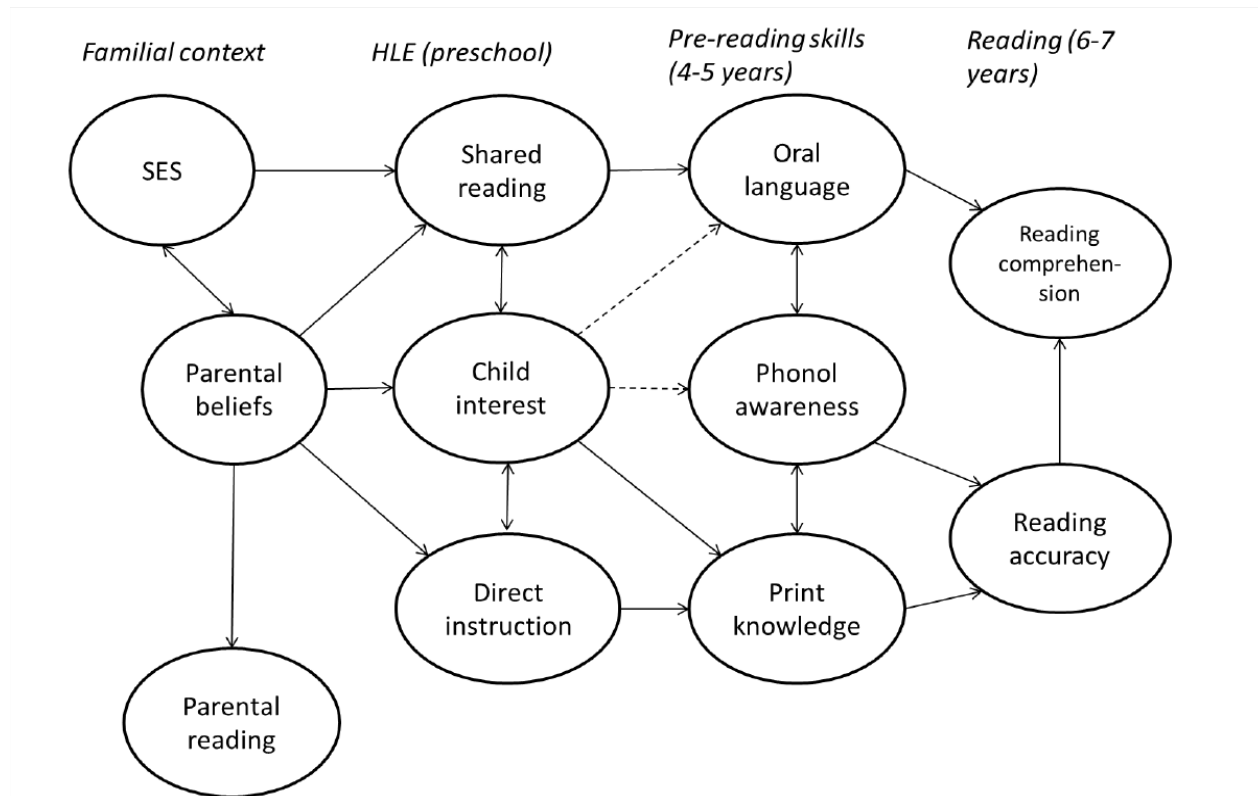 Familial context
HLE (preschool)
Pre-reading skills
(4-5 years)
Reading (6-7
years)
SES
Shared
reading
Oral
language
Reading
comprehen-
sion
Parental
beliefs
Child
interest
Phonol
awareness
Direct
instruction
Print
knowledge
Reading
accuracy
Parental
reading